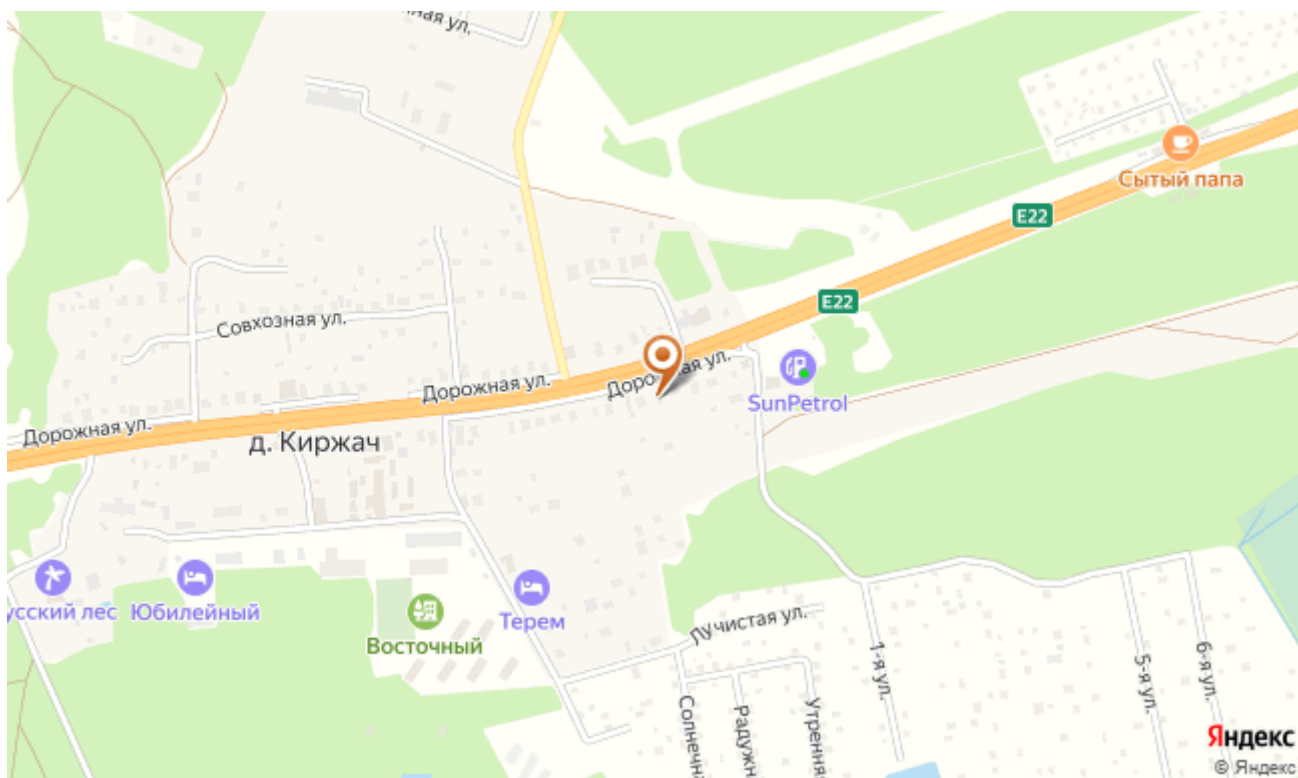 ная ул.
Сытый папа
E22
E22
Совхозная ул.
Дорожная ул.
Дорожная ул.
SunPetrol
Дорожная ул.
д. Киржач
усский лес
Юбилейный
Терем
Восточный
Лучистая ул.
1-я ул.
5-я ул.
6-я ул.
Солнечна
Радужн
Утренняя
Яндекс
© Яндекс